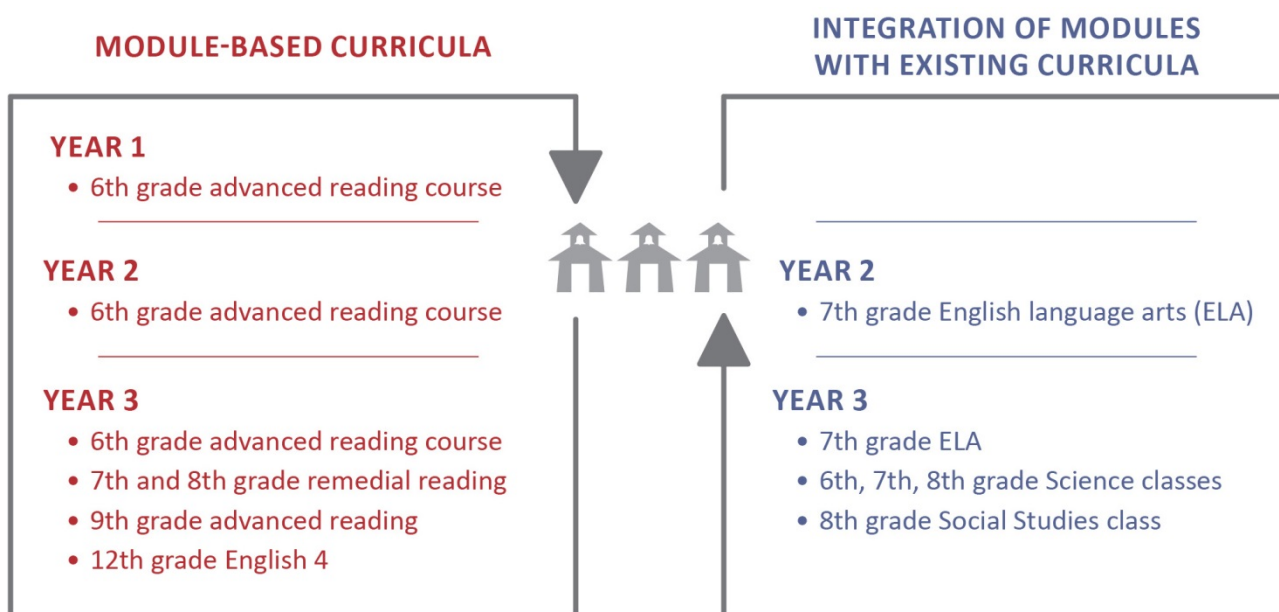 MODULE-BASED CURRICULA
YEAR 1
• 6th grade advanced reading course
YEAR 2
• 6th grade advanced reading course
YEAR 3
• 6th grade advanced reading course
• 7th and 8th grade remedial reading
• 9th grade advanced reading
• 12th grade English 4
INTEGRATION OF MODULES
WITH EXISTING CURRICULA
YEAR 2
• 7th grade English language arts (ELA)
YEAR 3
• 7th grade ELA
• 6th, 7th, 8th grade Science classes
• 8th grade Social Studies class